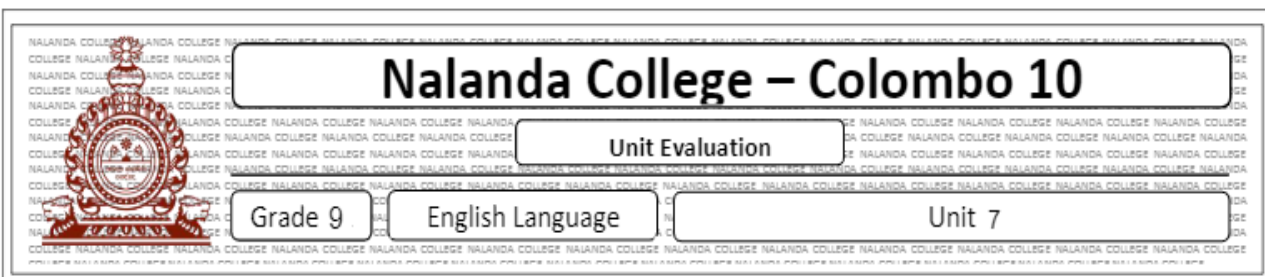 Nalanda College – Colombo 10
Unit Evaluation
Grade 9
English Language
Unit 7